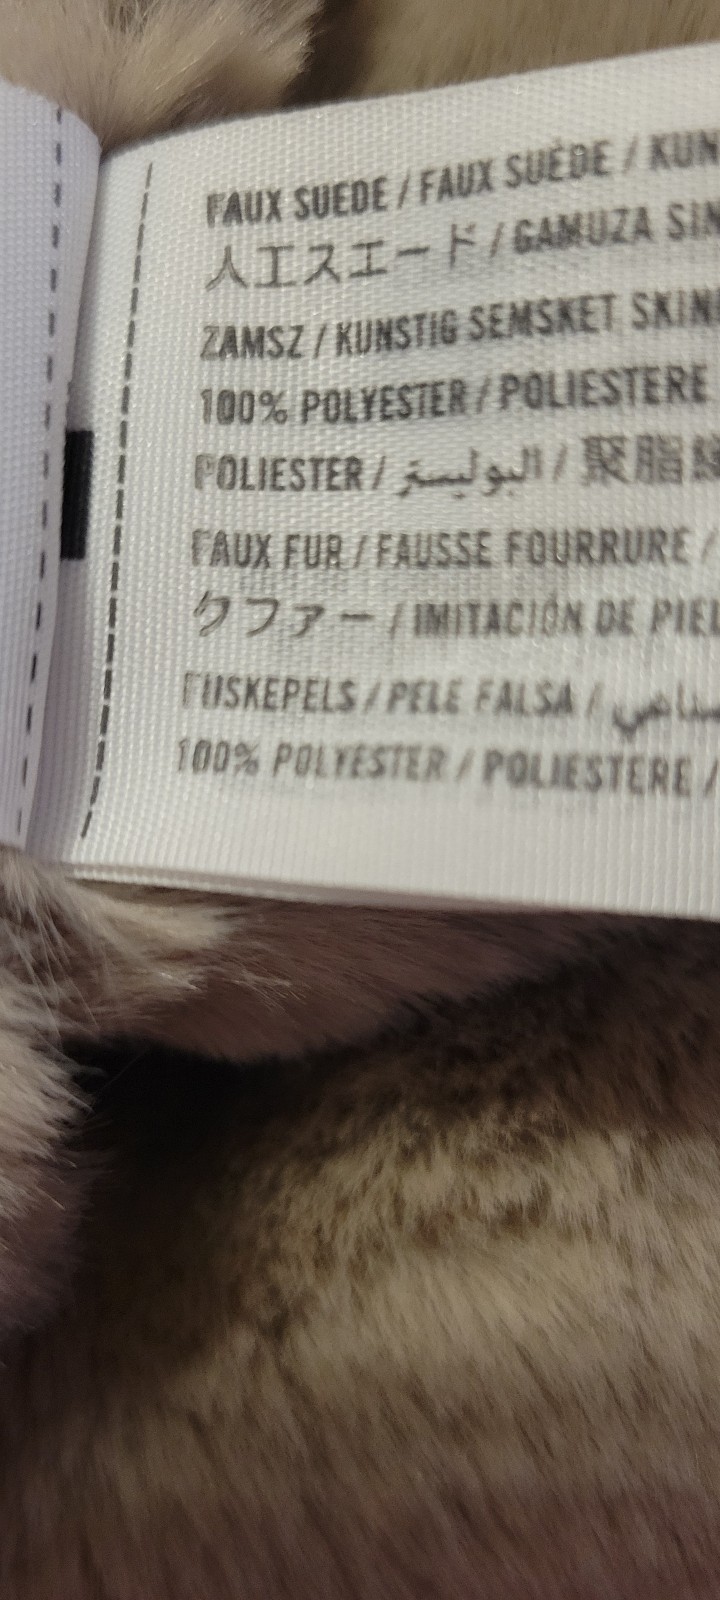 FAUX SUEDE / FAUX SUÈDE / KUN
人工スエード / GAMUZA SIN
ZAMSZ / KUNSTIG SEMSKET SKIN
100% POLYESTER / POLIESTERE
POLIESTER / البوليستر / 聚脂
FAUX FUR / FAUSSE FOURRURE /
クファー / IMITACIÓN DE PIEL
FUSKEPELS / PELE FALSA /
100% POLYESTER / POLIESTERE /